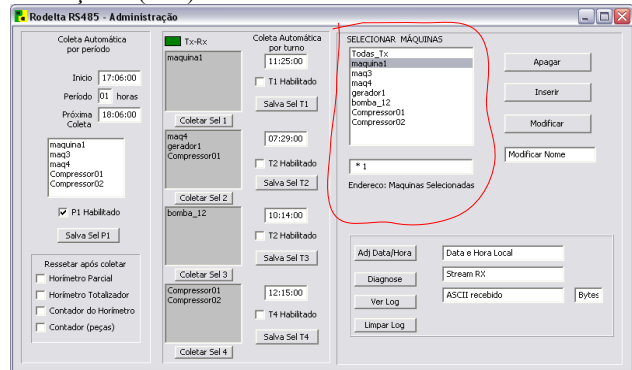 Rodelta RS485 - Administração
Coleta Automática
por período
Inicio 17:06:00
Período 01 horas
Próxima
Coleta 18:06:00
maquina1
maq3
maq4
Compressor01
Compressor02
P1 Habilitado
Salva Sel P1
Ressetar após coletar
Horímetro Parcial
Horímetro Totalizador
Contador do Horímetro
Contador (peças)
Tx-Rx
maquina1
Coletar Sel 1
maq4
gerador1
Compressor01
Coletar Sel 2
bomba_12
Coletar Sel 3
Compressor01
Compressor02
Coletar Sel 4
Coleta Automática
por turno
11:25:00
T1 Habilitado
Salva Sel T1
07:29:00
T2 Habilitado
Salva Sel T2
10:14:00
T2 Habilitado
Salva Sel T3
12:15:00
T4 Habilitado
Salva Sel T4
SELECIONAR MÁQUINAS
Todas_Tx
maquina1
maq3
maq4
gerador1
bomba_12
Compressor01
Compressor02
* 1
Endereco: Maquinas Selecionadas
Apagar
Inserir
Modificar
Modificar Nome
Adj Data/Hora Data e Hora Local
Diagnose Stream RX
Ver Log ASCII recebido Bytes
Limpar Log